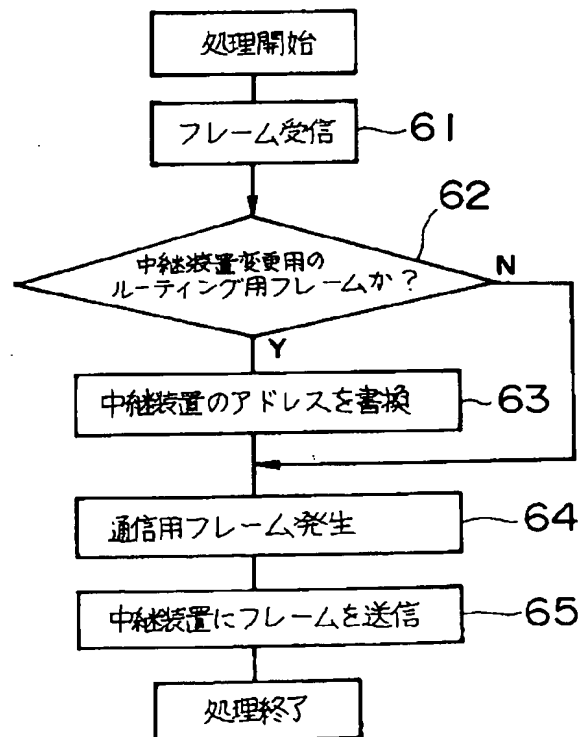 処理開始
フレーム受信
61
62
中継装置変更用の
ルーティング用フレームか？
N
Y
中継装置のアドレスを書換
63
通信用フレーム発生
64
中継装置にフレームを送信
65
処理終了